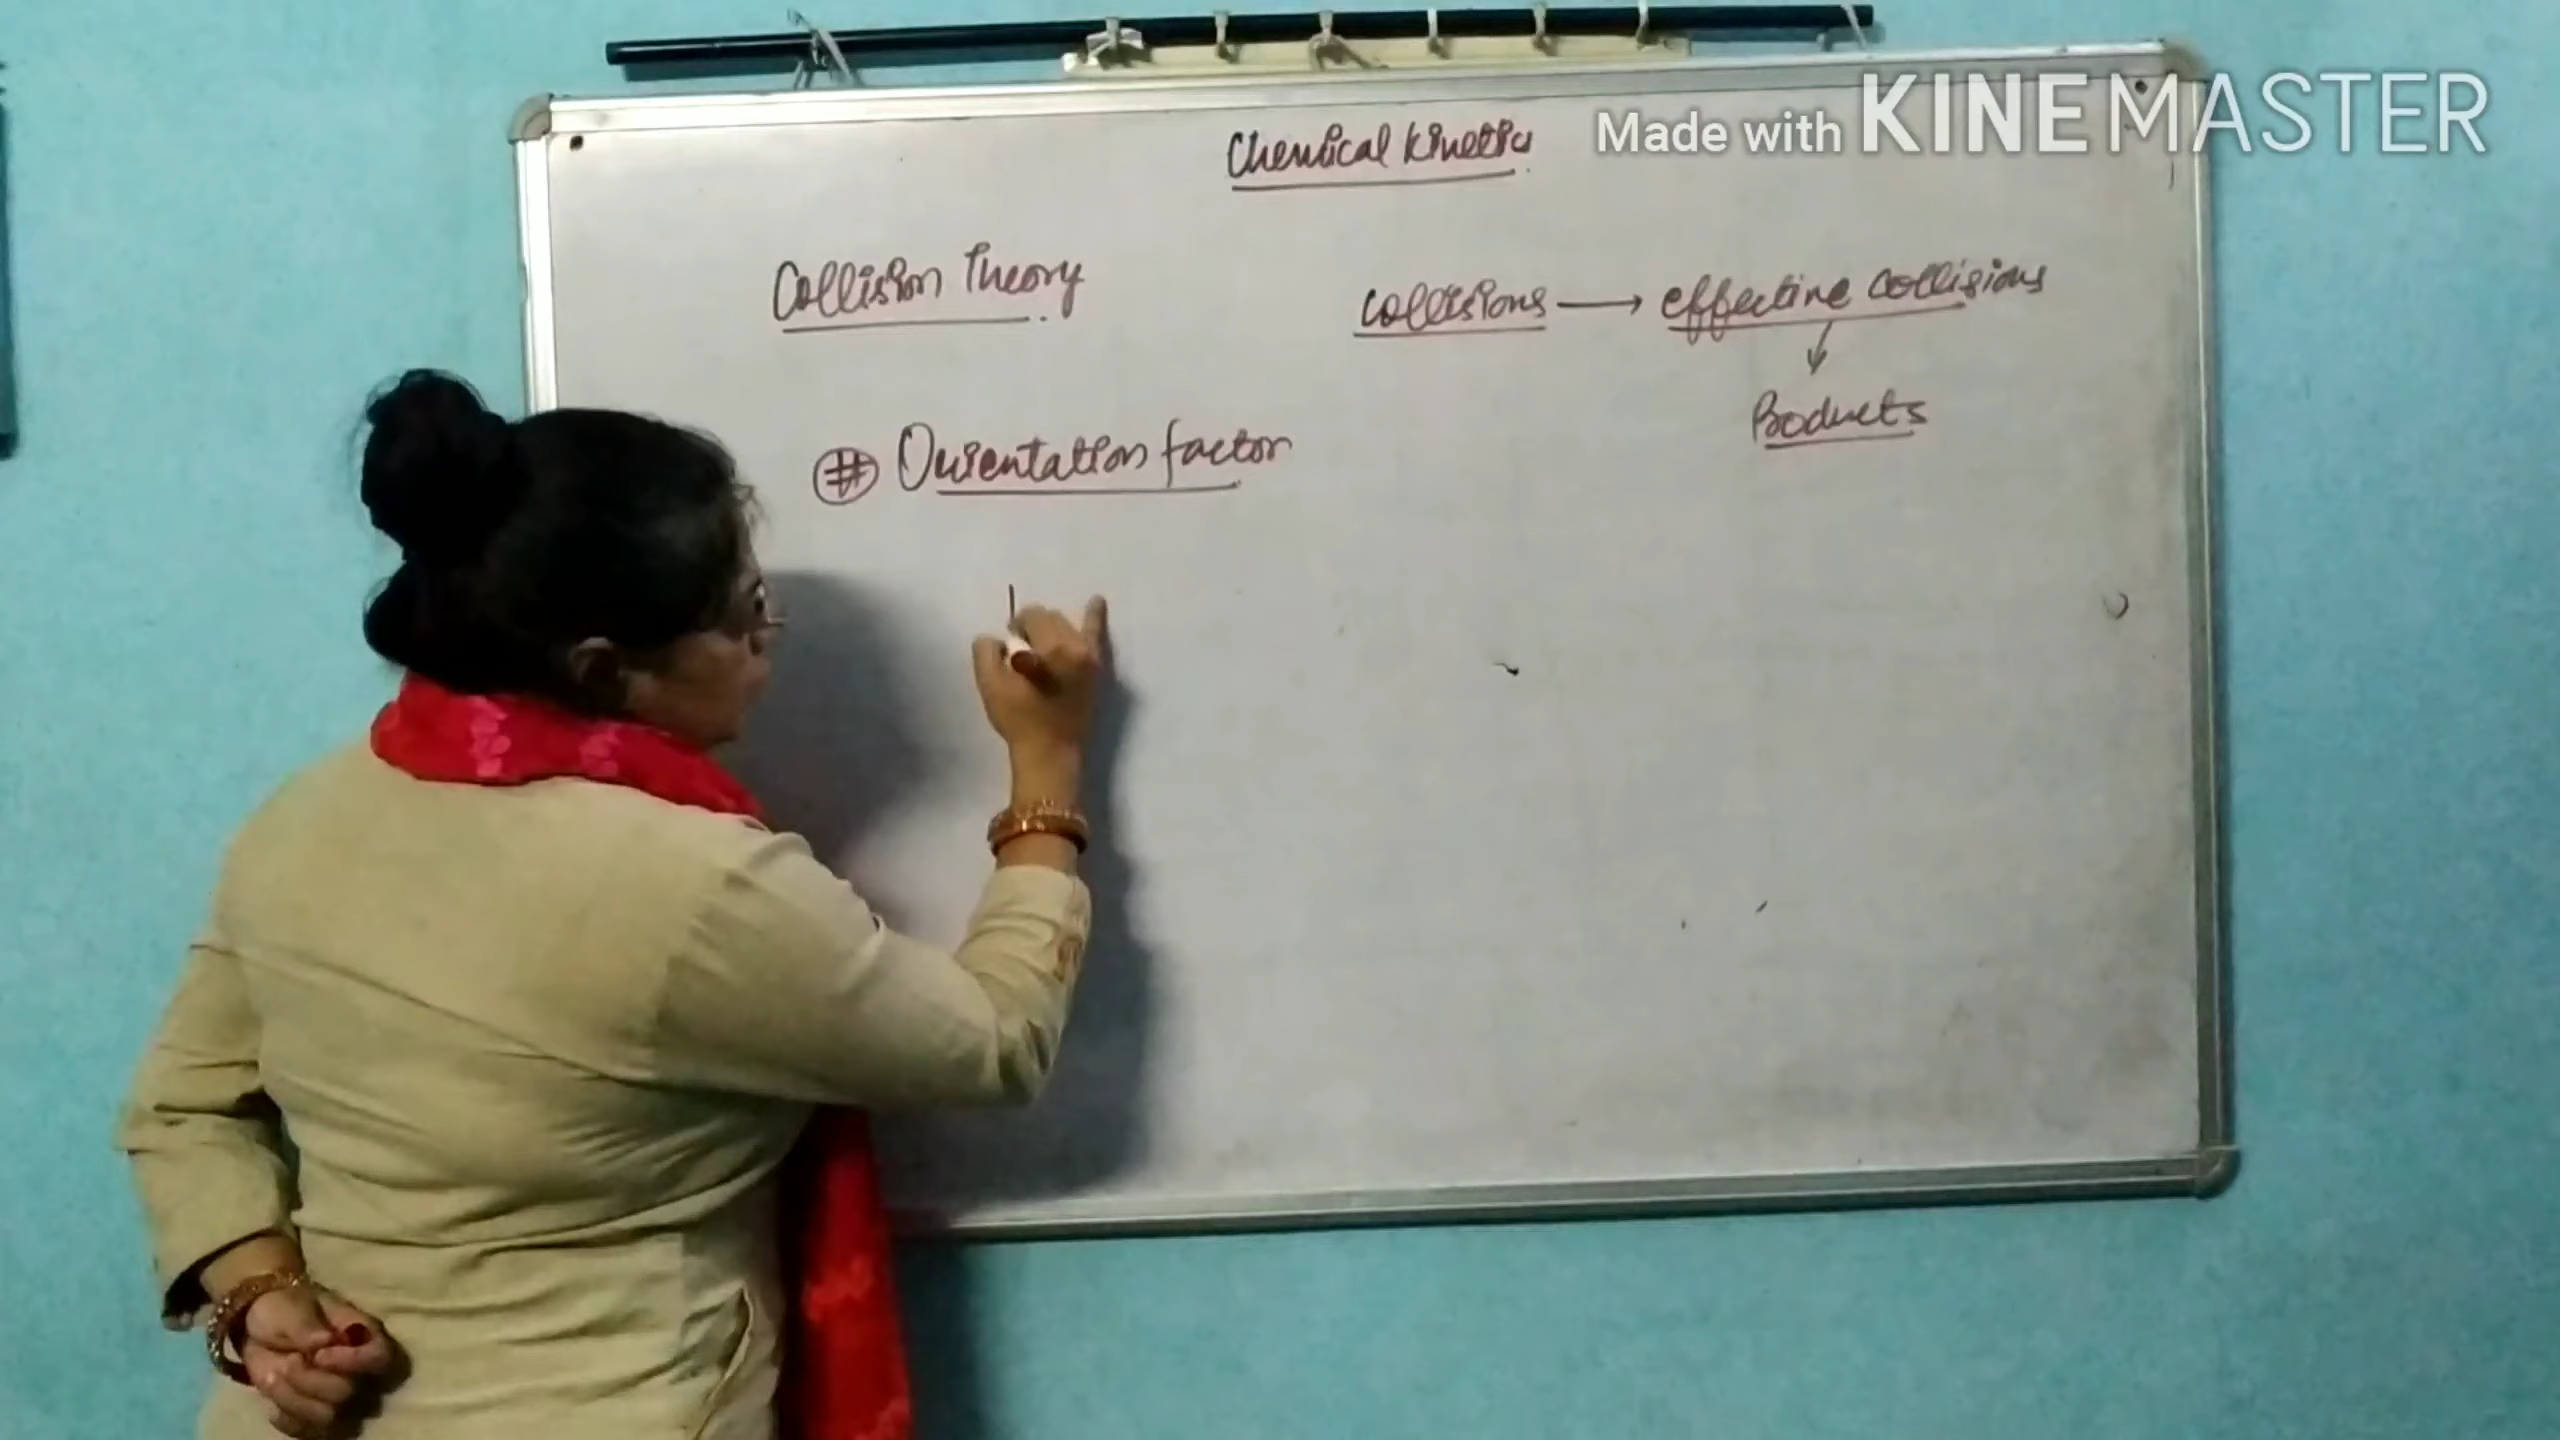 Made with KINEMASTER
Chemical Kinetics
Collision Theory
collisions → effective collisions
↓
Products
# Orientation factor